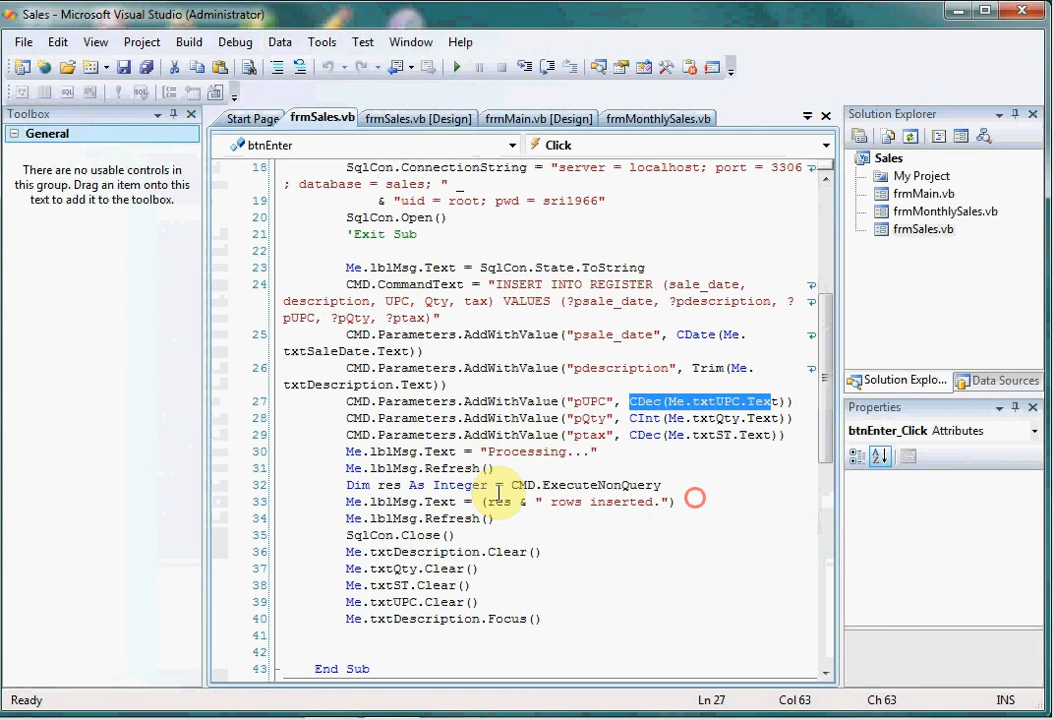 Sales - Microsoft Visual Studio (Administrator)
File Edit View Project Build Debug Data Tools Test Window Help
Toolbox
General
There are no usable controls in
this group. Drag an item onto this
text to add it to the toolbox.
Start Page frmSales.vb frmSales.vb [Design] frmMain.vb [Design] frmMonthlySales.vb
btnEnter Click
18 SqlCon.ConnectionString = "server = localhost; port = 3306
; database = sales; " _
19 & "uid = root; pwd = sri1966"
20 SqlCon.Open()
21 'Exit Sub
22
23 Me.lblMsg.Text = SqlCon.State.ToString
24 CMD.CommandText = "INSERT INTO REGISTER (sale_date,
description, UPC, Qty, tax) VALUES (?psale_date, ?pdescription, ?
pUPC, ?pQty, ?ptax)"
25 CMD.Parameters.AddWithValue("psale_date", CDate(Me.
txtSaleDate.Text))
26 CMD.Parameters.AddWithValue("pdescription", Trim(Me.
txtDescription.Text))
27 CMD.Parameters.AddWithValue("pUPC", CDec(Me.txtUPC.Text))
28 CMD.Parameters.AddWithValue("pQty", CInt(Me.txtQty.Text))
29 CMD.Parameters.AddWithValue("ptax", CDec(Me.txtST.Text))
30 Me.lblMsg.Text = "Processing..."
31 Me.lblMsg.Refresh()
32 Dim res As Integer = CMD.ExecuteNonQuery
33 Me.lblMsg.Text = (res & " rows inserted.")
34 Me.lblMsg.Refresh()
35 SqlCon.Close()
36 Me.txtDescription.Clear()
37 Me.txtQty.Clear()
38 Me.txtST.Clear()
39 Me.txtUPC.Clear()
40 Me.txtDescription.Focus()
41
42
43 End Sub
Solution Explorer
Sales
My Project
frmMain.vb
frmMonthlySales.vb
frmSales.vb
Solution Explo... Data Sources
Properties
btnEnter_Click Attributes
Ready Ln 27 Col 63 Ch 63 INS